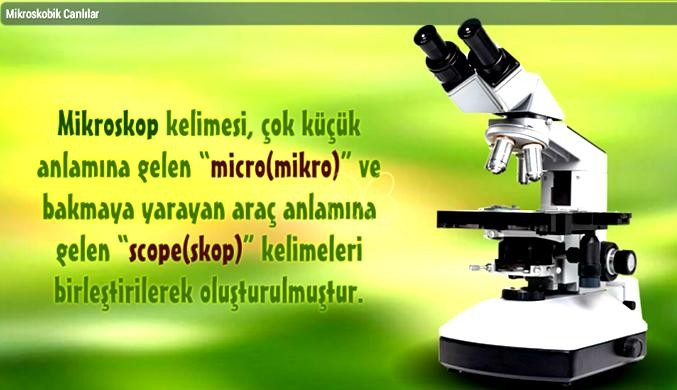 Mikroskobik Canlılar
Mikroskop kelimesi, çok küçük
anlamına gelen “micro(mikro)” ve
bakmaya yarayan araç anlamına
gelen “scope(skop)” kelimeleri
birleştirilerek oluşturulmuştur.